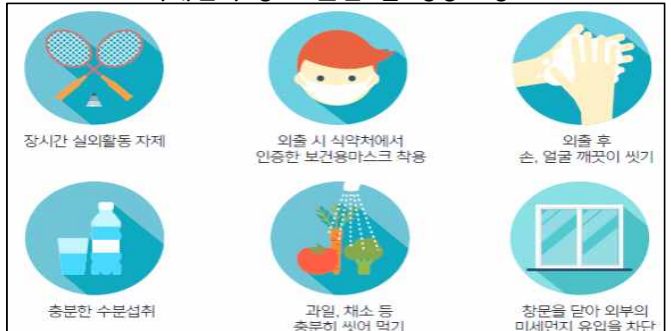 장시간 실외활동 자제
외출 시 식약처에서
인증한 보건용마스크 착용
외출 후
손, 얼굴 깨끗이 씻기
충분한 수분섭취
과일, 채소 등
충분히 씻어 먹기
창문을 닫아 외부의
미세먼지 유입을 차단